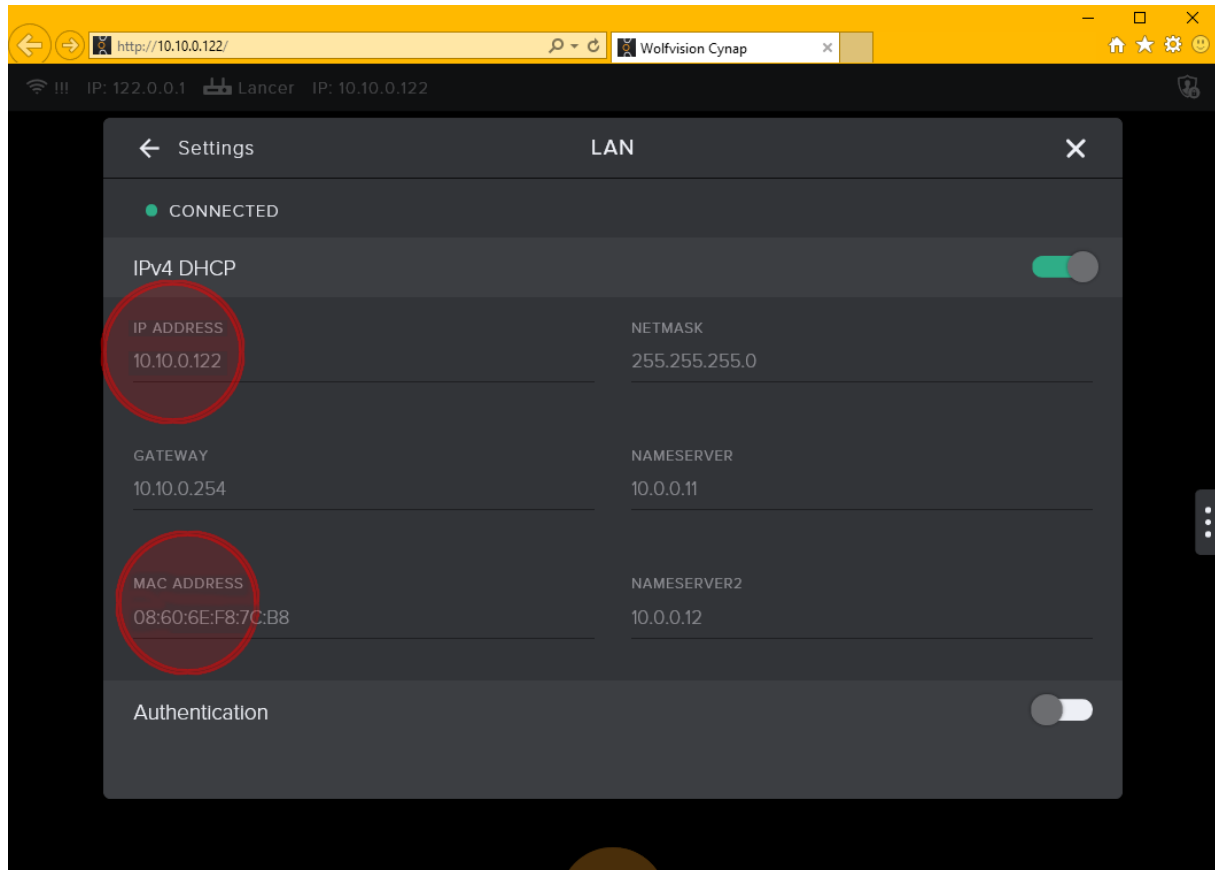 http://10.10.0.122/
Wolfvision Cynap
!!! IP: 122.0.0.1 Lancer IP: 10.10.0.122
Settings
LAN
CONNECTED
IPv4 DHCP
IP ADDRESS
10.10.0.122
NETMASK
255.255.255.0
GATEWAY
10.10.0.254
NAMESERVER
10.0.0.11
MAC ADDRESS
08:60:6E:F8:7C:B8
NAMESERVER2
10.0.0.12
Authentication